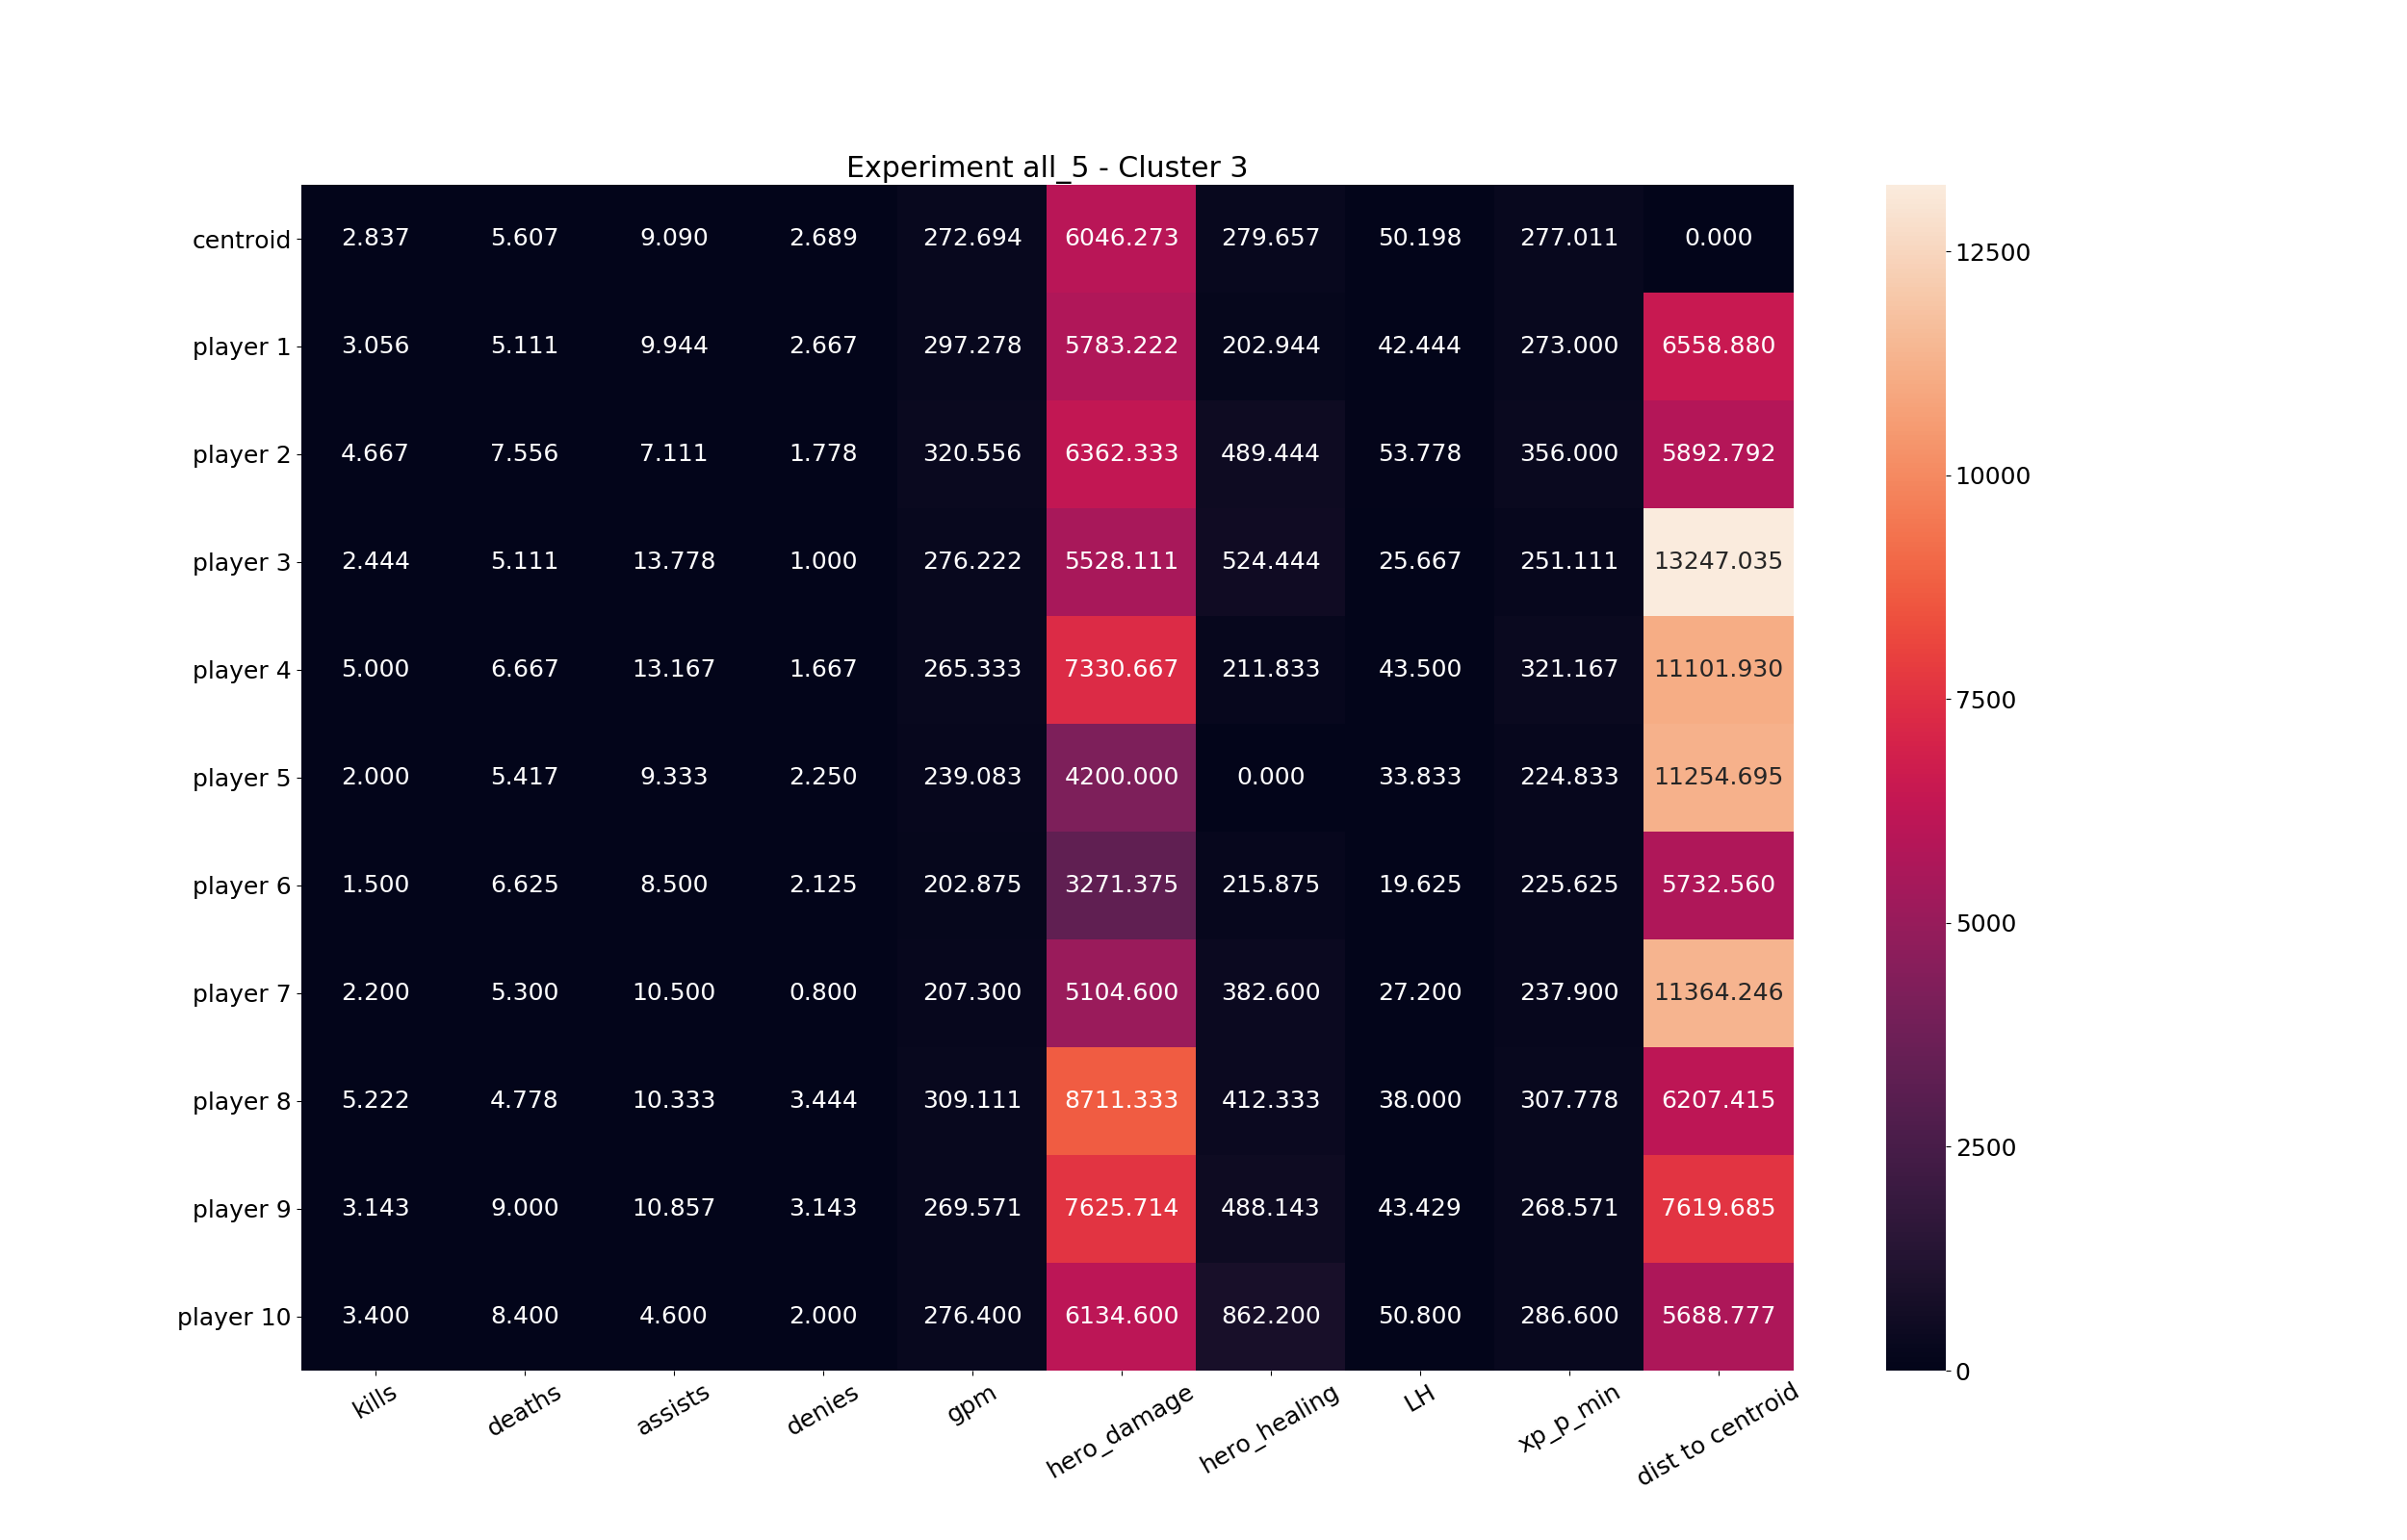 Experiment all_5 - Cluster 3
centroid 2.837 5.607 9.090 2.689 272.694 6046.273 279.657 50.198 277.011 0.000
player 1 3.056 5.111 9.944 2.667 297.278 5783.222 202.944 42.444 273.000 6558.880
player 2 4.667 7.556 7.111 1.778 320.556 6362.333 489.444 53.778 356.000 5892.792
player 3 2.444 5.111 13.778 1.000 276.222 5528.111 524.444 25.667 251.111 13247.035
player 4 5.000 6.667 13.167 1.667 265.333 7330.667 211.833 43.500 321.167 11101.930
player 5 2.000 5.417 9.333 2.250 239.083 4200.000 0.000 33.833 224.833 11254.695
player 6 1.500 6.625 8.500 2.125 202.875 3271.375 215.875 19.625 225.625 5732.560
player 7 2.200 5.300 10.500 0.800 207.300 5104.600 382.600 27.200 237.900 11364.246
player 8 5.222 4.778 10.333 3.444 309.111 8711.333 412.333 38.000 307.778 6207.415
player 9 3.143 9.000 10.857 3.143 269.571 7625.714 488.143 43.429 268.571 7619.685
player 10 3.400 8.400 4.600 2.000 276.400 6134.600 862.200 50.800 286.600 5688.777
kills deaths assists denies gpm hero_damage hero_healing LH xp_p_min dist to centroid
12500
10000
7500
5000
2500
0